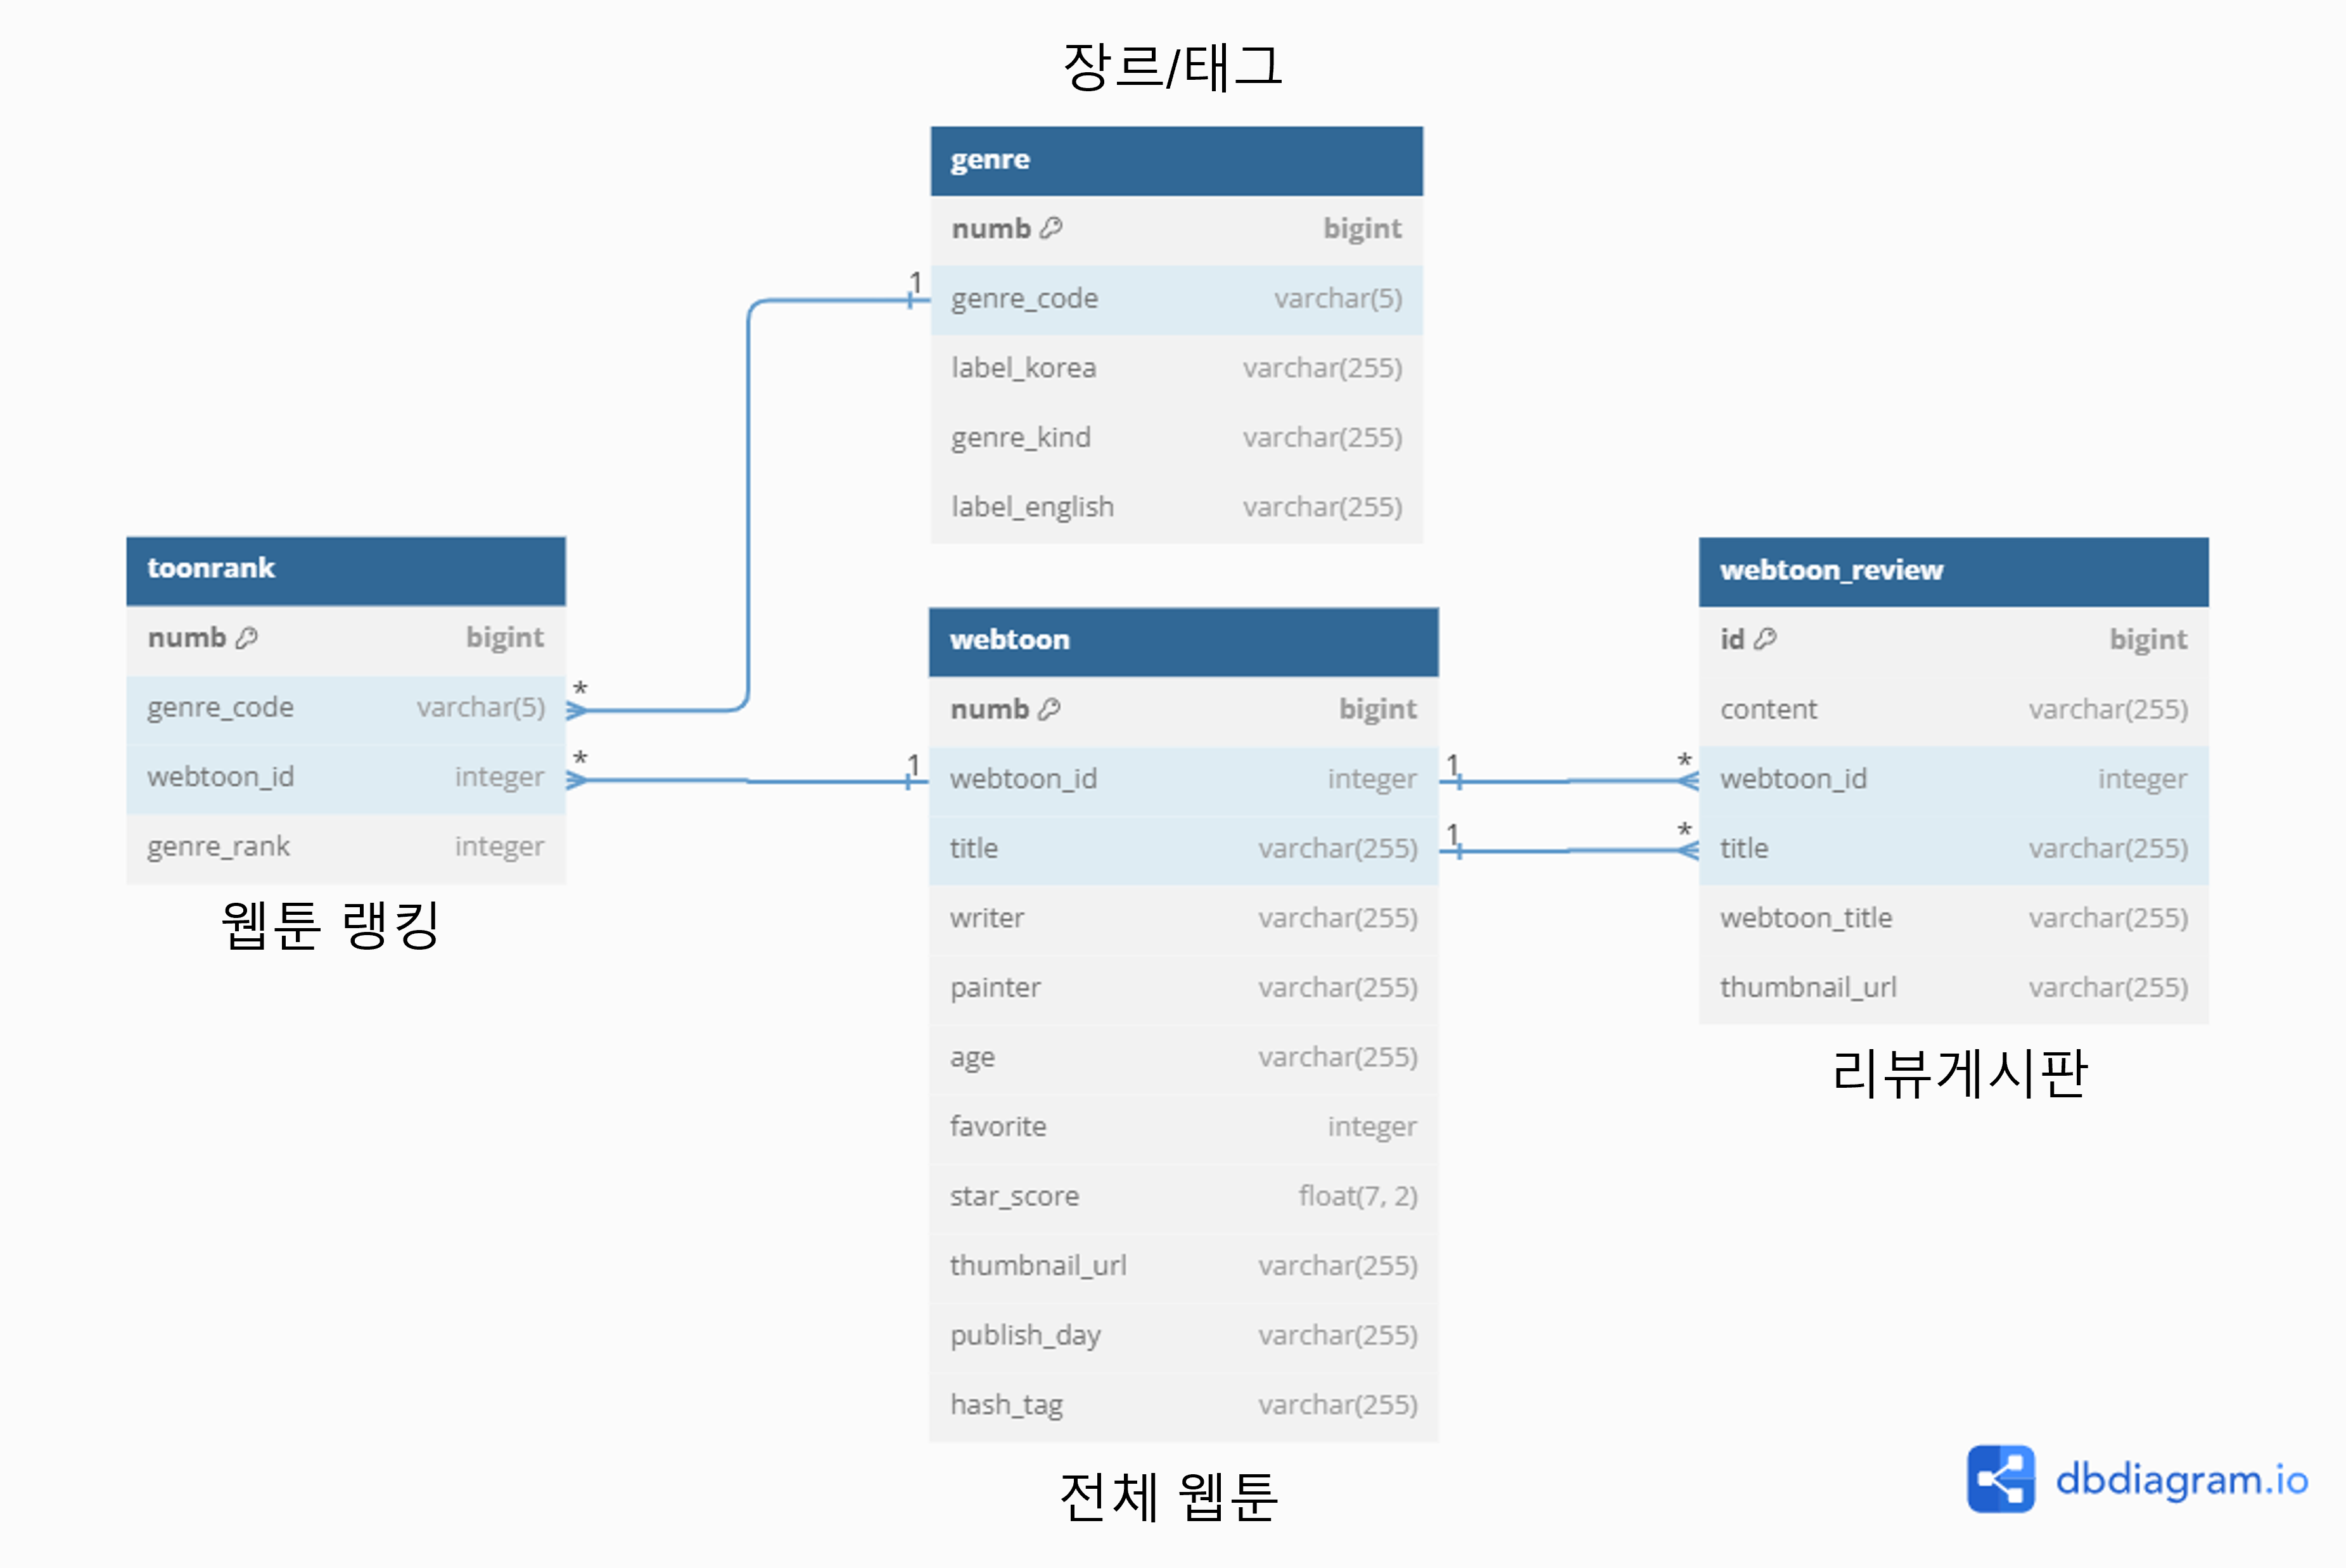 장르/태그
genre
numb bigint
genre_code varchar(5)
label_korea varchar(255)
genre_kind varchar(255)
label_english varchar(255)
1
toonrank
numb bigint
genre_code varchar(5) *
webtoon_id integer *
genre_rank integer
웹툰 랭킹
webtoon
numb bigint
1 webtoon_id integer 1
title varchar(255) 1
writer varchar(255)
painter varchar(255)
age varchar(255)
favorite integer
star_score float(7, 2)
thumbnail_url varchar(255)
publish_day varchar(255)
hash_tag varchar(255)
전체 웹툰
webtoon_review
id bigint
content varchar(255)
* webtoon_id integer
* title varchar(255)
webtoon_title varchar(255)
thumbnail_url varchar(255)
리뷰게시판
dbdiagram.io